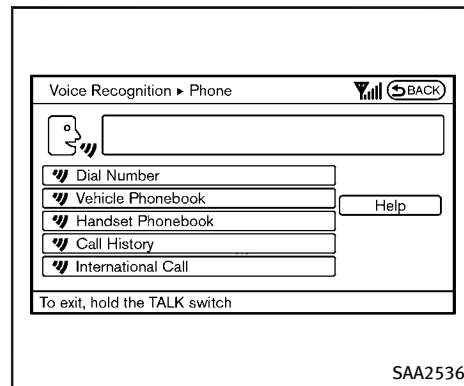 Voice Recognition ▸ Phone
BACK
Dial Number
Vehicle Phonebook
Help
Handset Phonebook
Call History
International Call
To exit, hold the TALK switch
SAA2536